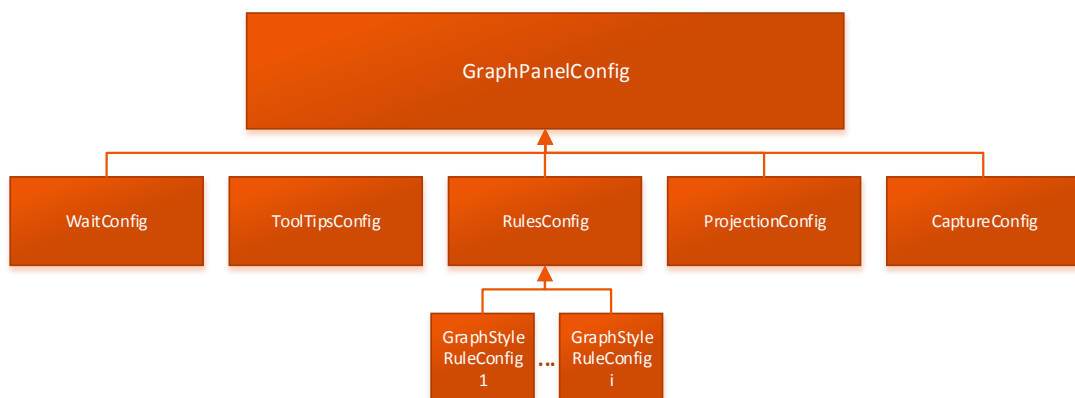 GraphPanelConfig
WaitConfig
ToolTipsConfig
RulesConfig
ProjectionConfig
CaptureConfig
GraphStyle
RuleConfig
1
...
GraphStyle
RuleConfig
i